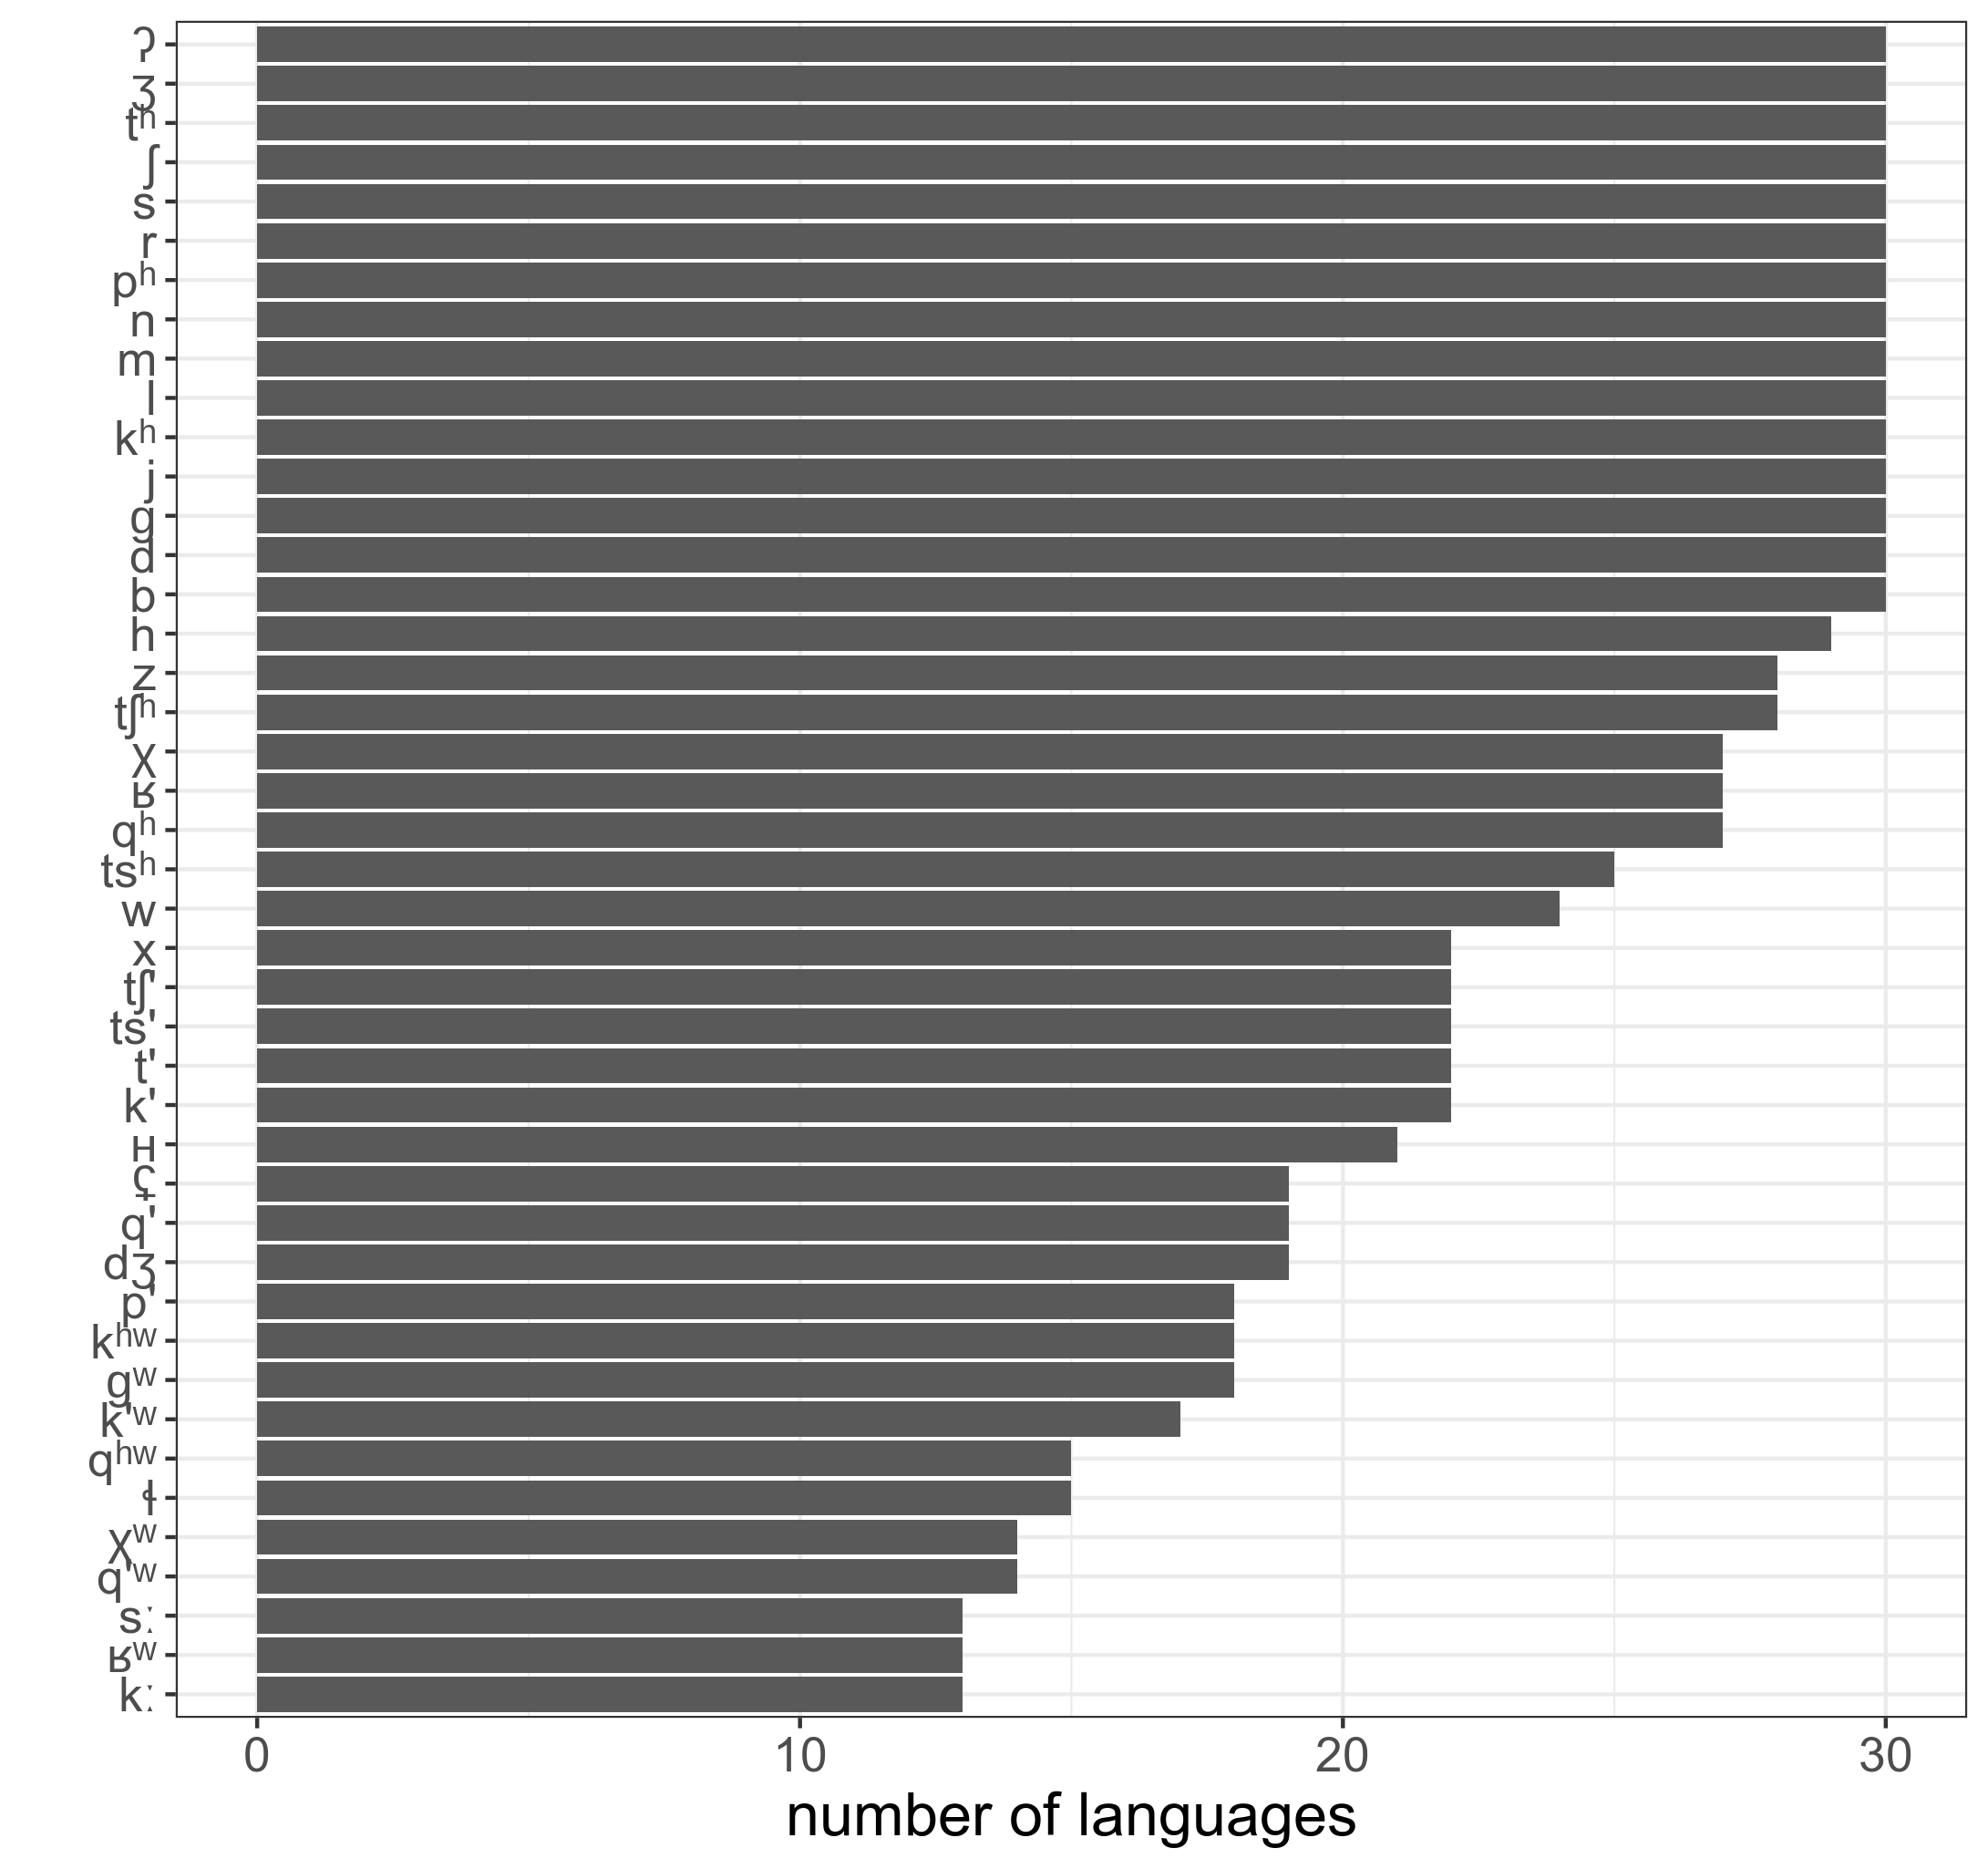 ʔ
ʒ
tʰ
ʃ
s
r
pʰ
n
m
l
kʰ
j
g
d
b
h
z
tʃʰ
χ
ʁ
qʰ
tsʰ
w
x
tʃ'
ts'
t'
k'
ʜ
ʢ
q'
dʒ
p'
kʰʷ
gʷ
k'ʷ
qʰʷ
ɬ
χʷ
q'ʷ
sː
ʁʷ
kː
0 10 20 30
number of languages